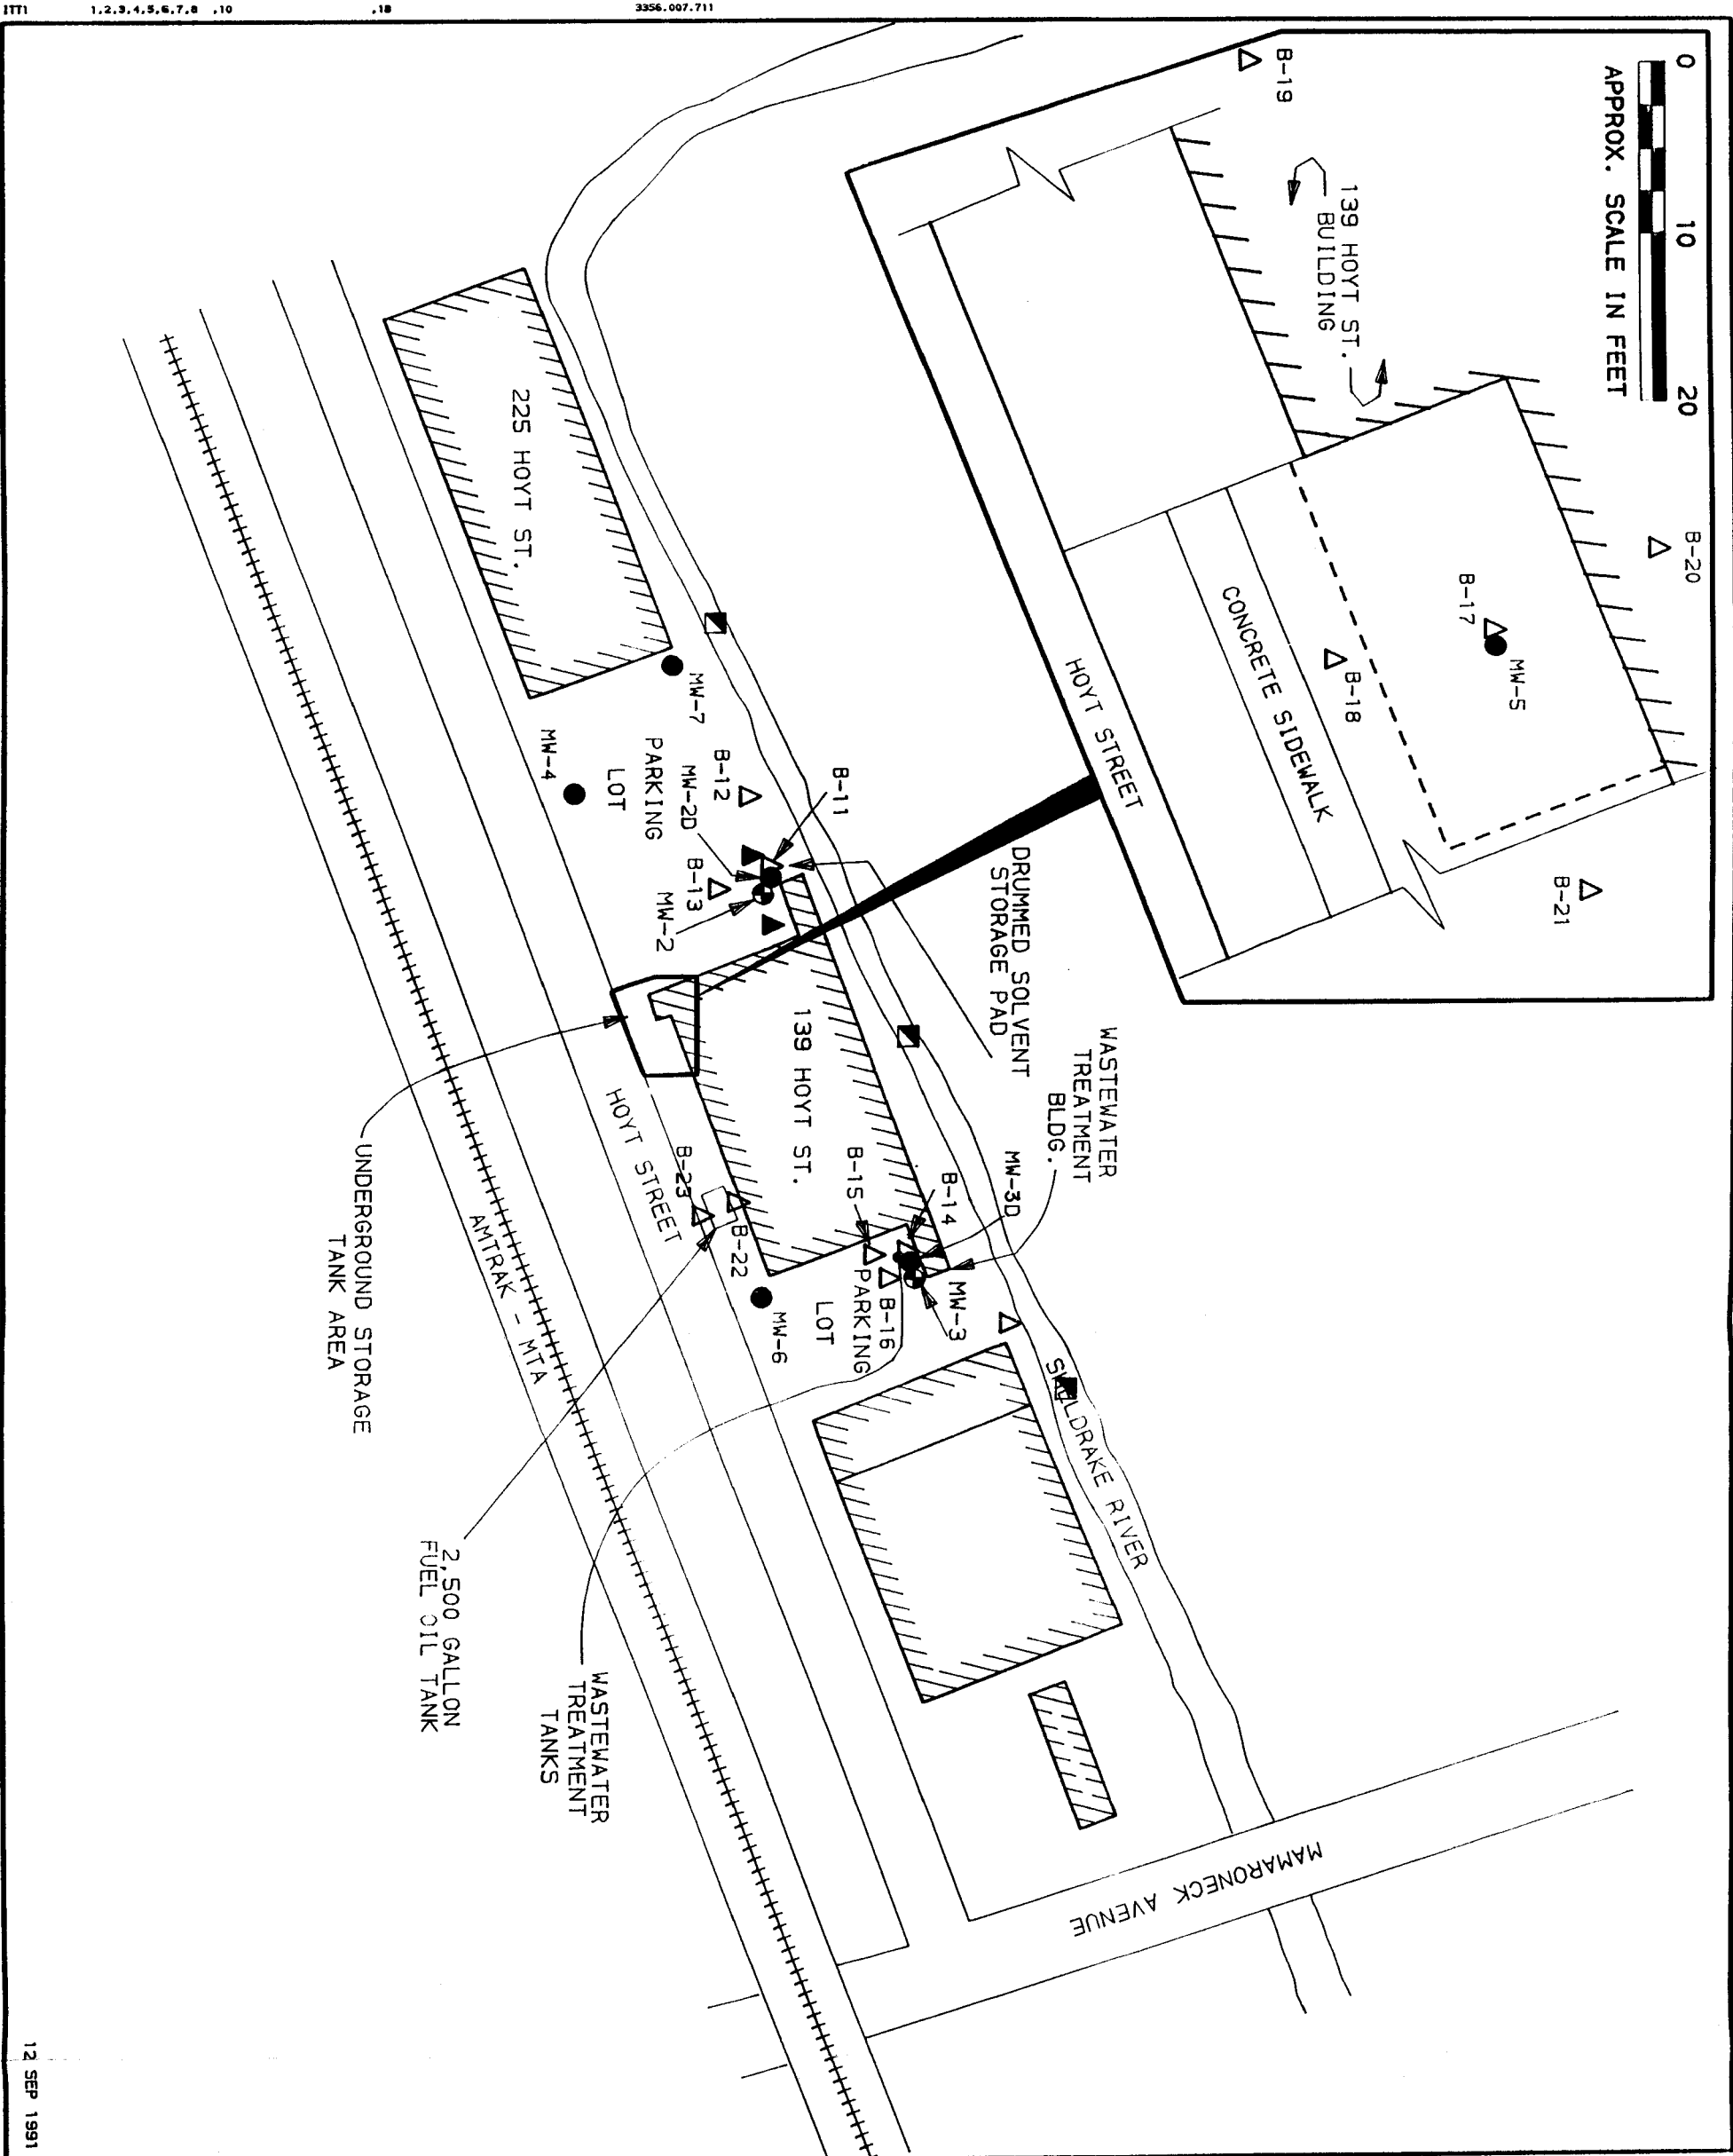 ITT1 1,2,3,4,5,6,7,8 ,10 ,18 3356.007.711
0 10 20
APPROX. SCALE IN FEET
B-19
139 HOYT ST.
BUILDING
B-20
B-17
MW-5
B-18
B-21
CONCRETE SIDEWALK
HOYT STREET
225 HOYT ST.
MW-7
MW-4
PARKING
LOT
B-12
MW-2D
B-11
B-13
MW-2
DRUMMED SOLVENT
STORAGE PAD
139 HOYT ST.
WASTEWATER
TREATMENT
BLDG.
MW-3D
B-14
B-15
MW-3
B-16
PARKING
LOT
MW-6
B-22
B-23
HOYT STREET
AMTRAK - MTA
UNDERGROUND STORAGE
TANK AREA
2,500 GALLON
FUEL OIL TANK
WASTEWATER
TREATMENT
TANKS
RIVER
MAMARONECK AVENUE
12 SEP 1991